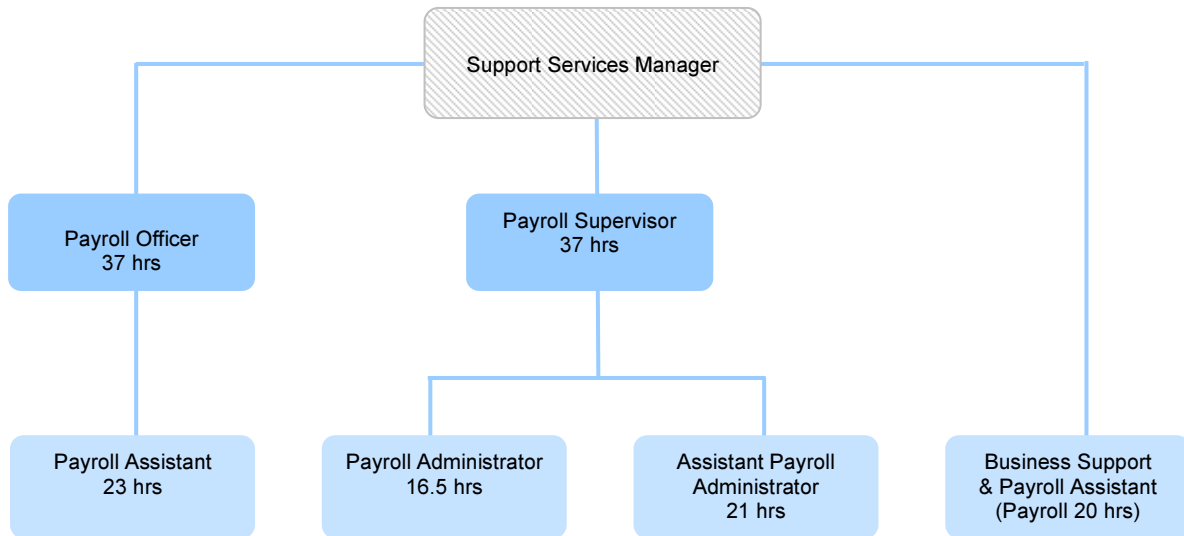 Support Services Manager
Payroll Officer
37 hrs
Payroll Supervisor
37 hrs
Payroll Assistant
23 hrs
Payroll Administrator
16.5 hrs
Assistant Payroll
Administrator
21 hrs
Business Support
& Payroll Assistant
(Payroll 20 hrs)